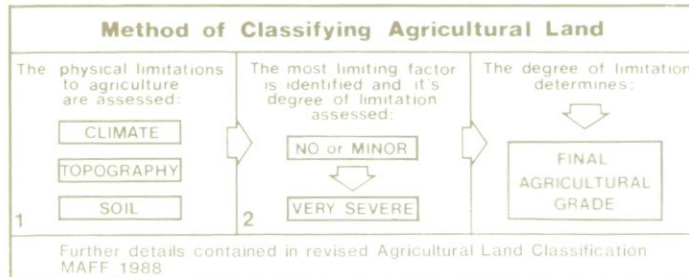 Method of Classifying Agricultural Land
The physical limitations
to agriculture
are assessed:
CLIMATE
TOPOGRAPHY
SOIL
1
The most limiting factor
is identified and it's
degree of limitation
assessed:
NO or MINOR
VERY SEVERE
2
The degree of limitation
determines:
FINAL
AGRICULTURAL
GRADE
Further details contained in revised Agricultural Land Classification
MAFF 1988